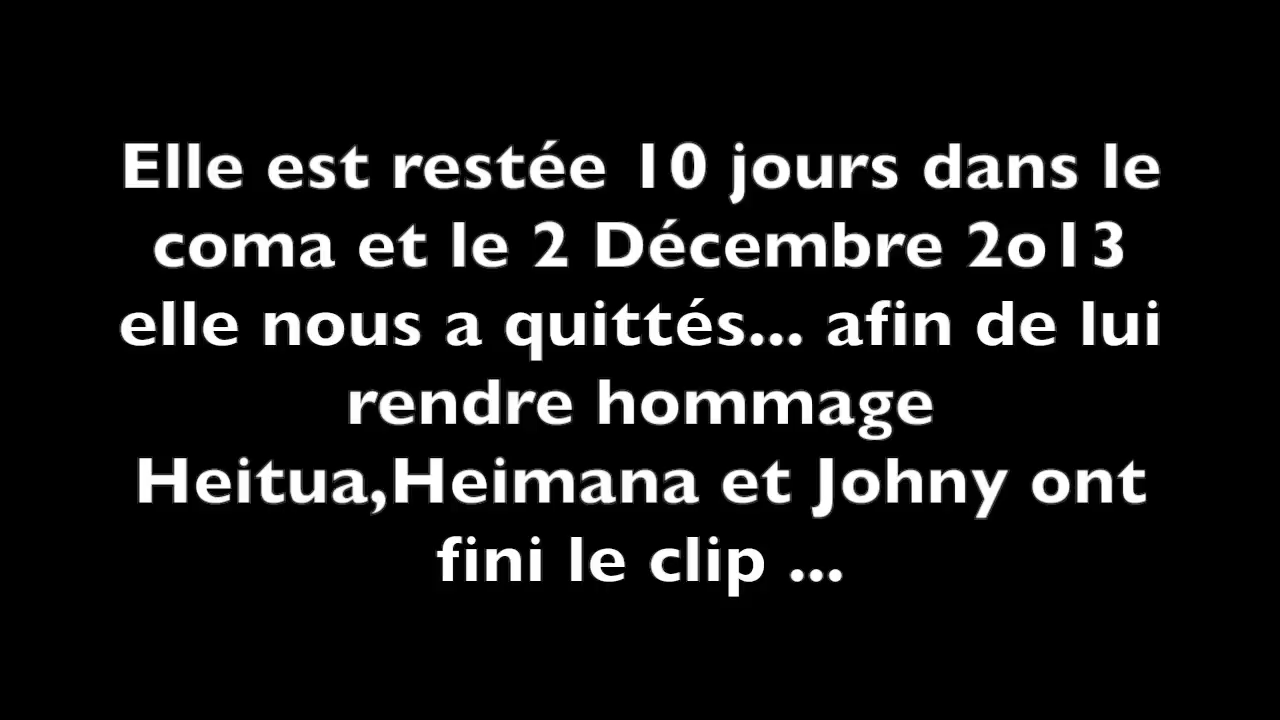 Elle est restée 10 jours dans le
coma et le 2 Décembre 2o13
elle nous a quittés... afin de lui
rendre hommage
Heitua,Heimana et Johny ont
fini le clip ...